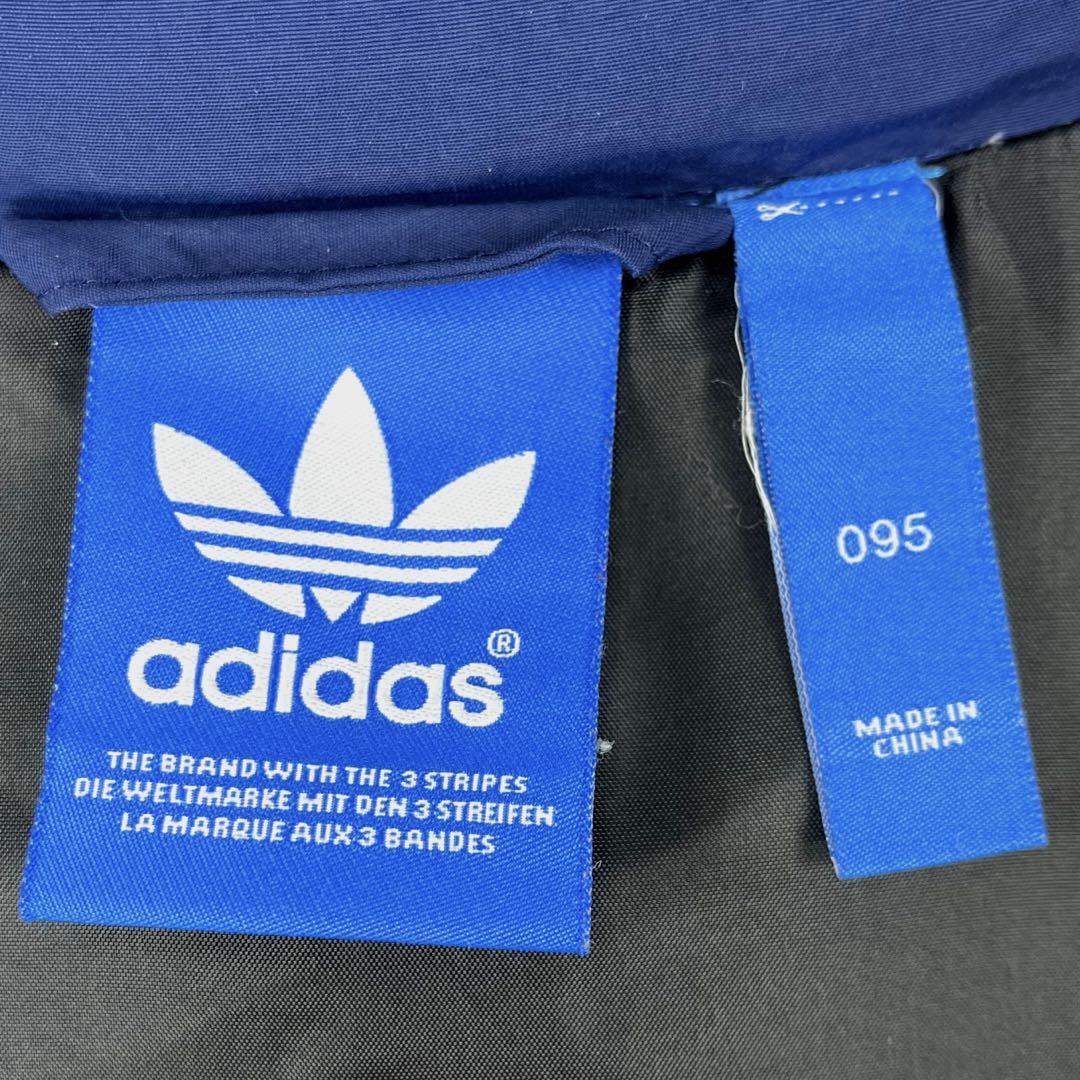 adidas®
THE BRAND WITH THE 3 STRIPES
DIE WELTMARKE MIT DEN 3 STREIFEN
LA MARQUE AUX 3 BANDES
095
MADE IN
CHINA